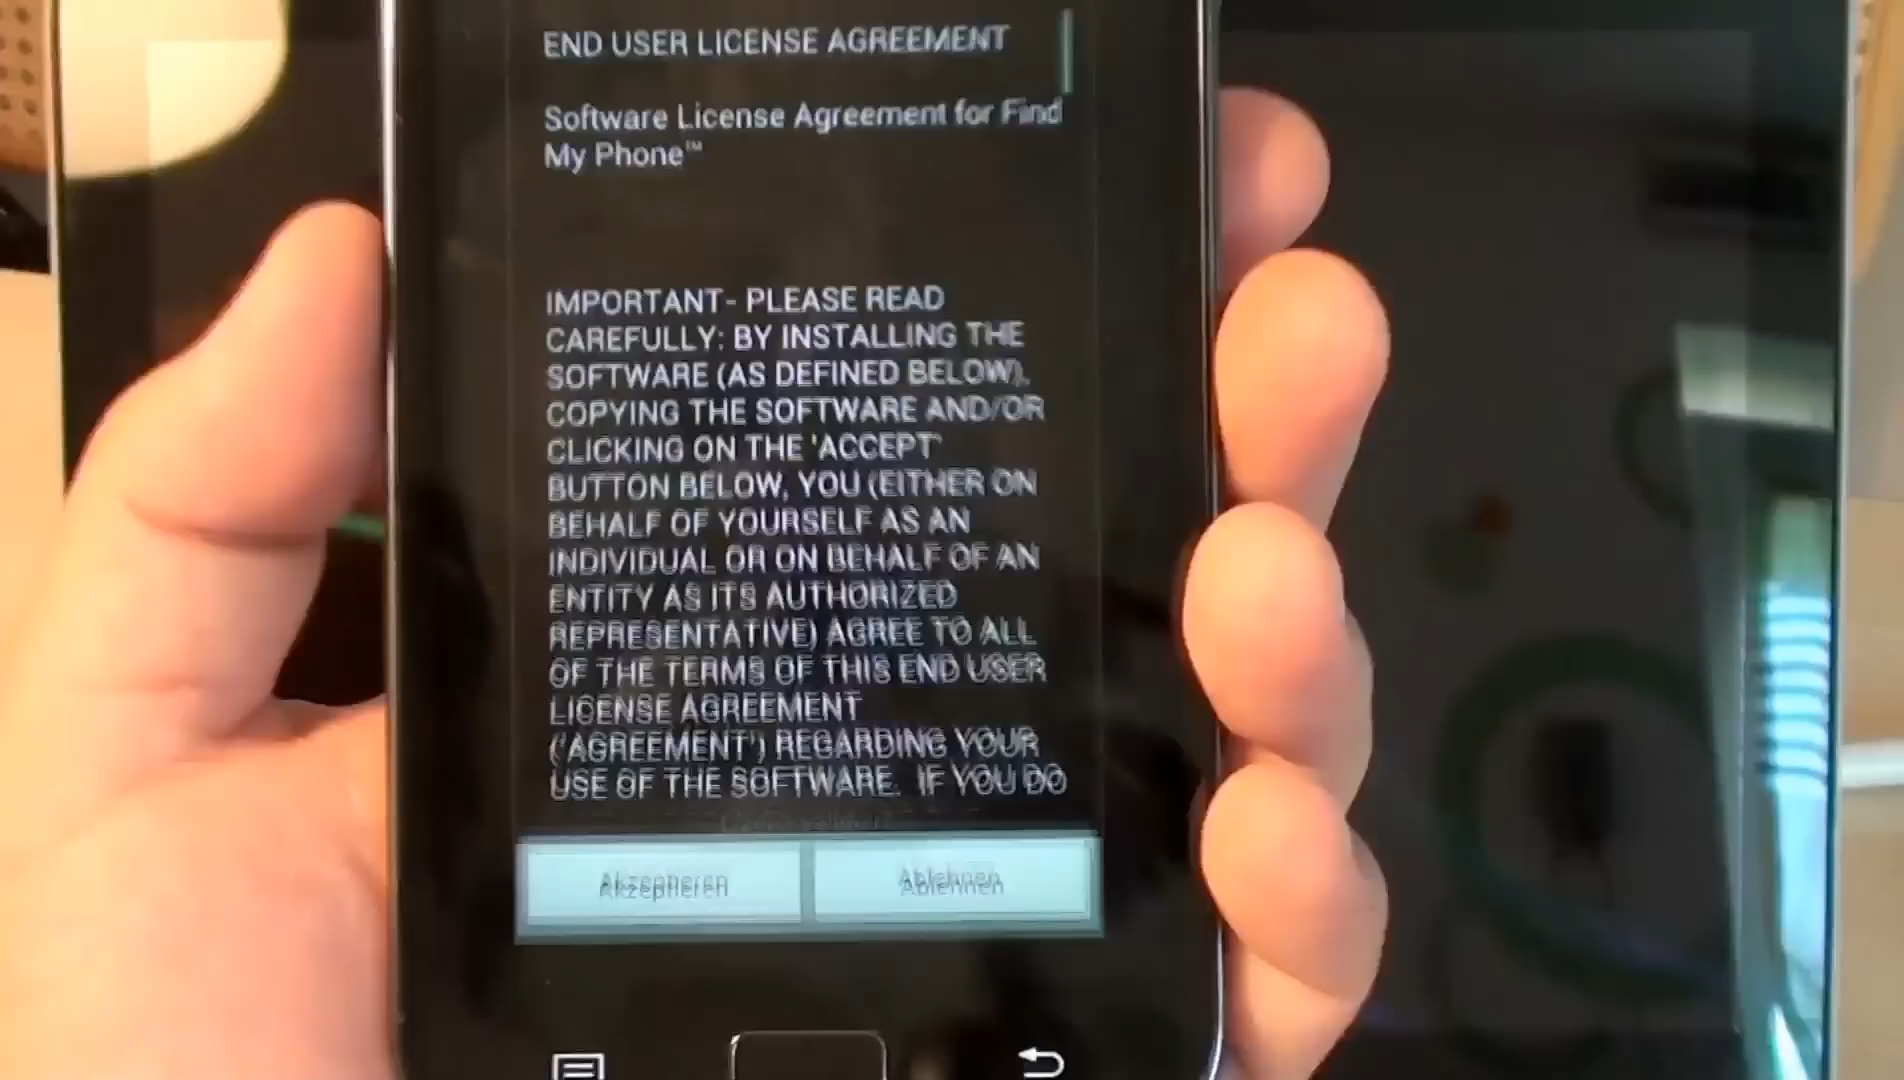 END USER LICENSE AGREEMENT
Software License Agreement for Find
My Phone™
IMPORTANT- PLEASE READ
CAREFULLY: BY INSTALLING THE
SOFTWARE (AS DEFINED BELOW),
COPYING THE SOFTWARE AND/OR
CLICKING ON THE 'ACCEPT'
BUTTON BELOW, YOU (EITHER ON
BEHALF OF YOURSELF AS AN
INDIVIDUAL OR ON BEHALF OF AN
ENTITY AS ITS AUTHORIZED
REPRESENTATIVE) AGREE TO ALL
OF THE TERMS OF THIS END USER
LICENSE AGREEMENT
('AGREEMENT') REGARDING YOUR
USE OF THE SOFTWARE.  IF YOU DO
Akzeptieren
Ablehnen